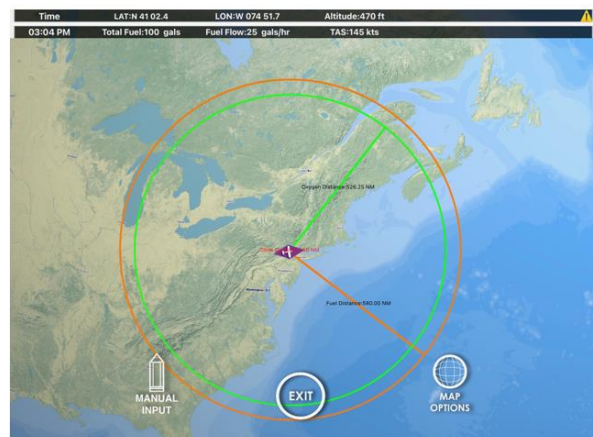 Time LAT:N 41 02.4 LON:W 074 51.7 Altitude:470 ft
03:04 PM Total Fuel:100 gals Fuel Flow:25 gals/hr TAS:145 kts
Oxygen Distance:526.25 NM
Fuel Distance:580.00 NM
MANUAL
INPUT
EXIT
MAP
OPTIONS